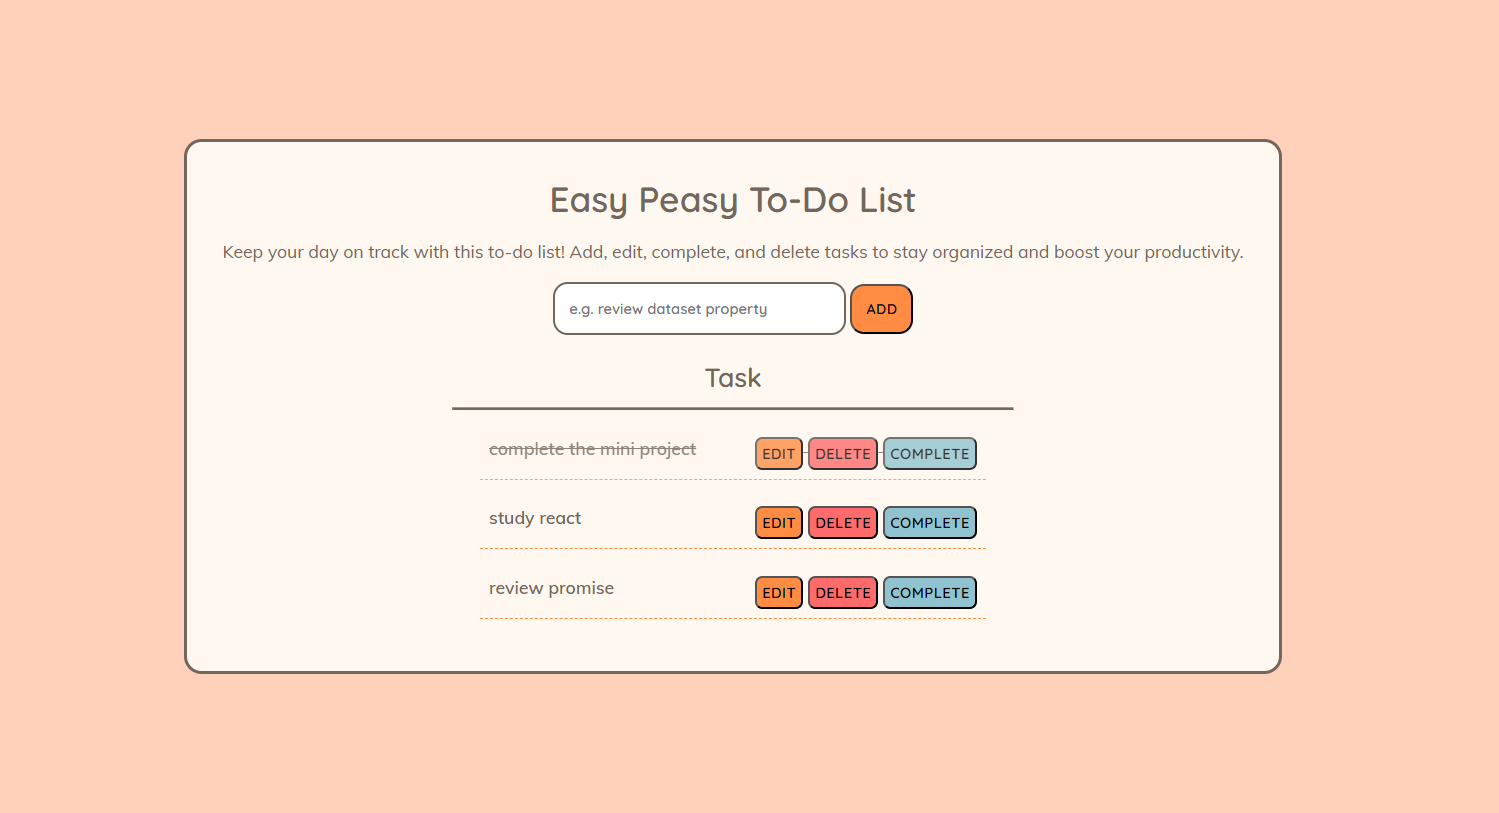 Easy Peasy To-Do List
Keep your day on track with this to-do list! Add, edit, complete, and delete tasks to stay organized and boost your productivity.
e.g. review dataset property ADD
Task
complete the mini project EDIT DELETE COMPLETE
study react EDIT DELETE COMPLETE
review promise EDIT DELETE COMPLETE